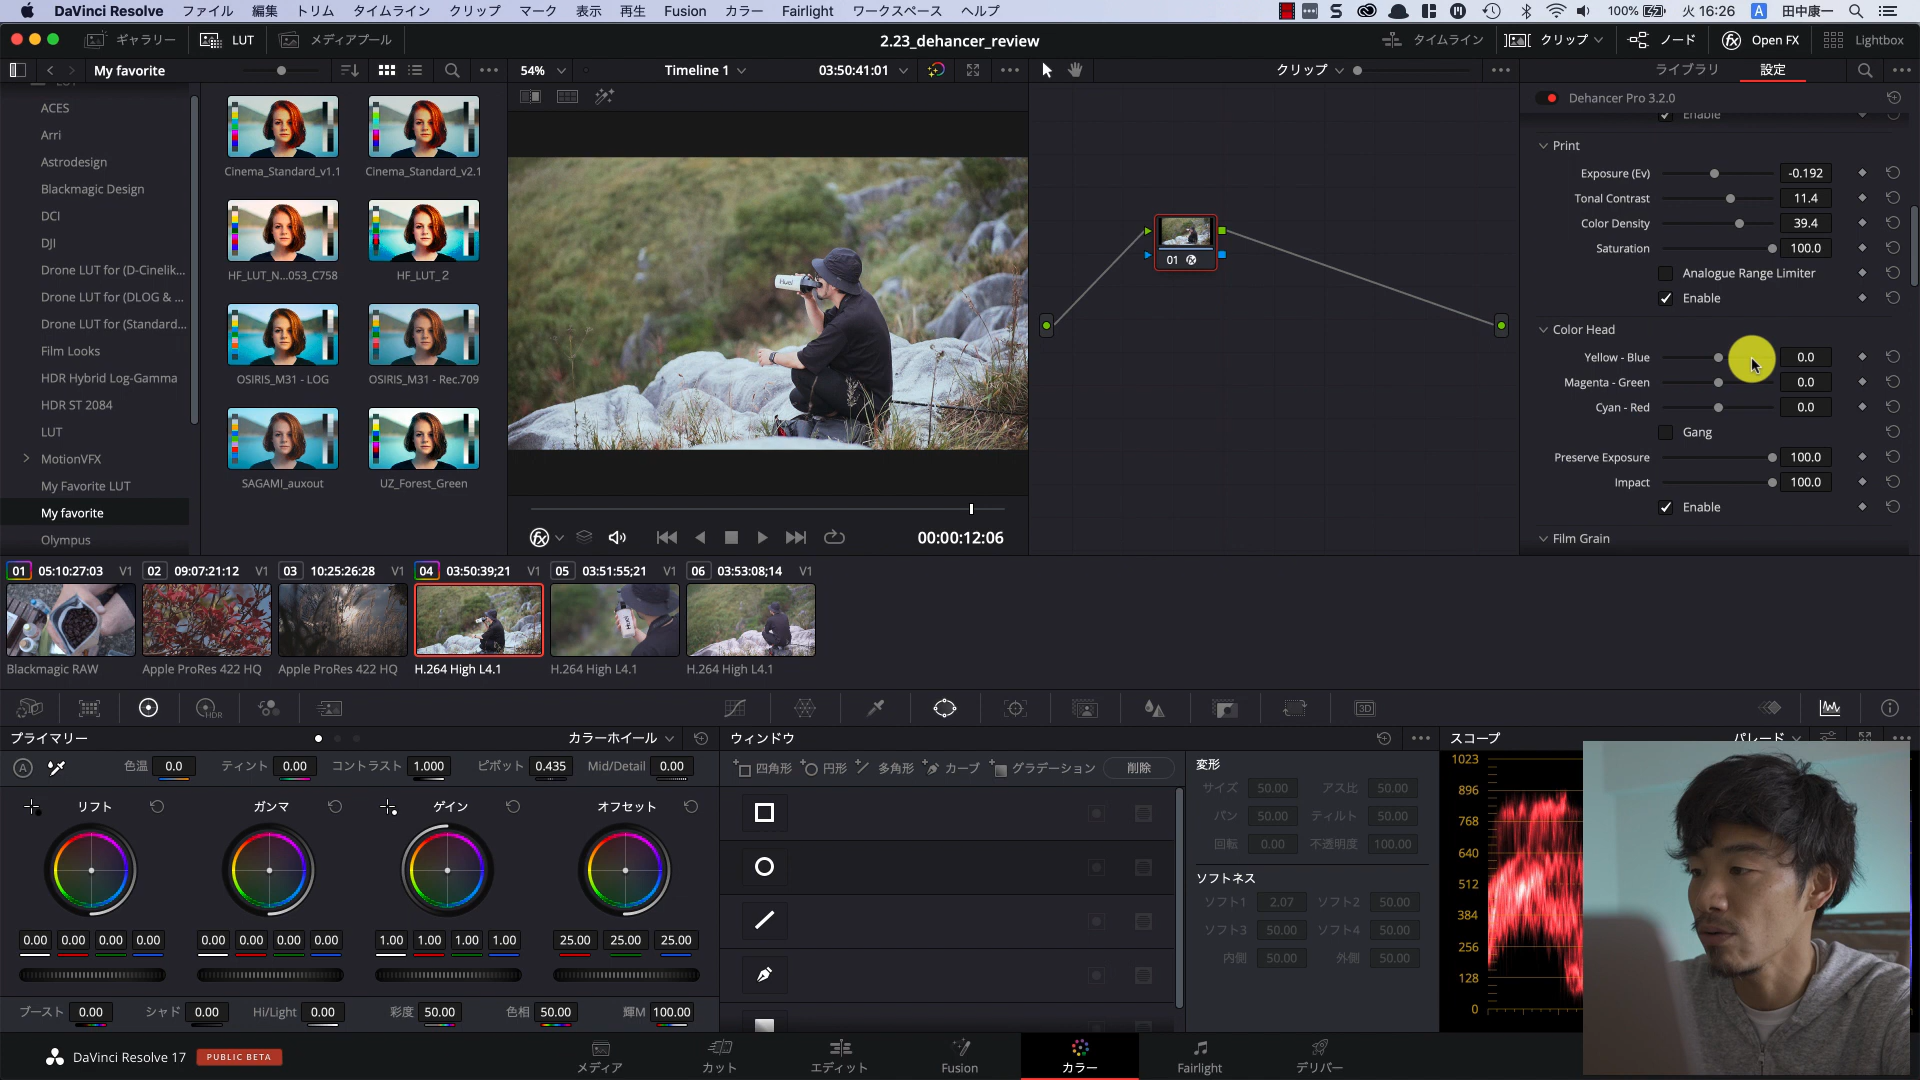 DaVinci Resolve ファイル 編集 トリム タイムライン クリップ マーク 表示 再生 Fusion カラー Fairlight ワークスペース ヘルプ
100% 火 16:26 A 田中康一
ギャラリー LUT メディアプール
2.23_dehancer_review
タイムライン クリップ ノード Open FX Lightbox
My favorite
54% Timeline 1 03:50:41:01
クリップ
ライブラリ 設定
ACES
Arri
Astrodesign
Blackmagic Design
DCI
DJI
Drone LUT for (D-Cinelik...
Drone LUT for (DLOG & ...
Drone LUT for (Standard...
Film Looks
HDR Hybrid Log-Gamma
HDR ST 2084
LUT
MotionVFX
My Favorite LUT
My favorite
Olympus
Cinema_Standard_v1.1 Cinema_Standard_v2.1
HF_LUT_N...053_C758 HF_LUT_2
OSIRIS_M31 - LOG OSIRIS_M31 - Rec.709
SAGAMI_auxout UZ_Forest_Green
Huel
00:00:12:06
01
Dehancer Pro 3.2.0
Enable
Print
Exposure (Ev) -0.192
Tonal Contrast 11.4
Color Density 39.4
Saturation 100.0
Analogue Range Limiter
Enable
Color Head
Yellow - Blue 0.0
Magenta - Green 0.0
Cyan - Red 0.0
Gang
Preserve Exposure 100.0
Impact 100.0
Enable
Film Grain
01 05:10:27:03 V1 02 09:07:21:12 V1 03 10:25:26:28 V1 04 03:50:39;21 V1 05 03:51:55;21 V1 06 03:53:08;14 V1
Blackmagic RAW Apple ProRes 422 HQ Apple ProRes 422 HQ H.264 High L4.1 H.264 High L4.1 H.264 High L4.1
HDR 3D
プライマリー カラーホイール
色温 0.0 ティント 0.00 コントラスト 1.000 ピボット 0.435 Mid/Detail 0.00
リフト ガンマ ゲイン オフセット
0.00 0.00 0.00 0.00 0.00 0.00 0.00 0.00 1.00 1.00 1.00 1.00 25.00 25.00 25.00
ブースト 0.00 シャド 0.00 Hi/Light 0.00 彩度 50.00 色相 50.00 輝M 100.00
ウィンドウ
四角形 円形 多角形 カーブ グラデーション 削除
変形
サイズ 50.00 アス比 50.00
パン 50.00 ティルト 50.00
回転 0.00 不透明度 100.00
ソフトネス
ソフト1 2.07 ソフト2 50.00
ソフト3 50.00 ソフト4 50.00
内側 50.00 外側 50.00
スコープ パレード
1023
896
768
640
512
384
256
128
0
DaVinci Resolve 17 PUBLIC BETA
メディア カット エディット Fusion カラー Fairlight デリバー